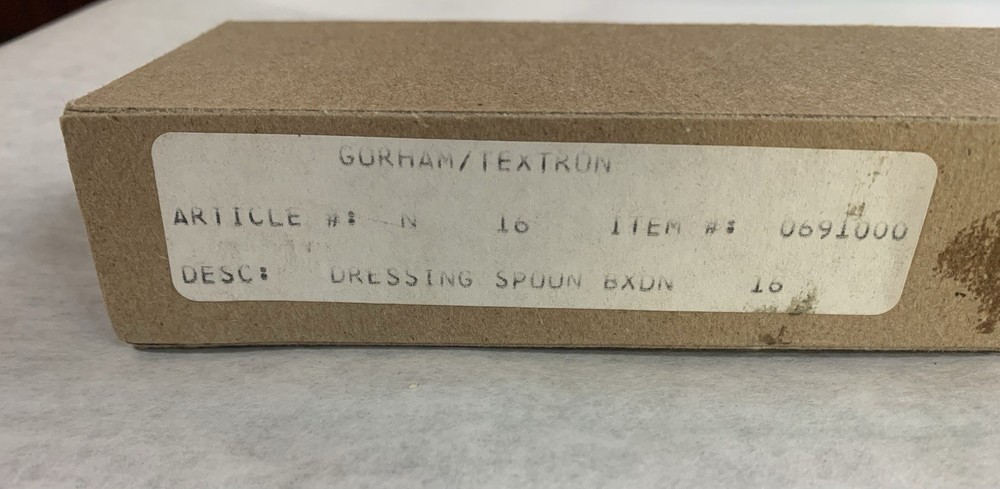 GORHAM/TEXTRON
ARTICLE #: N 16 ITEM #: 0691000
DESC: DRESSING SPOON BXDN 16